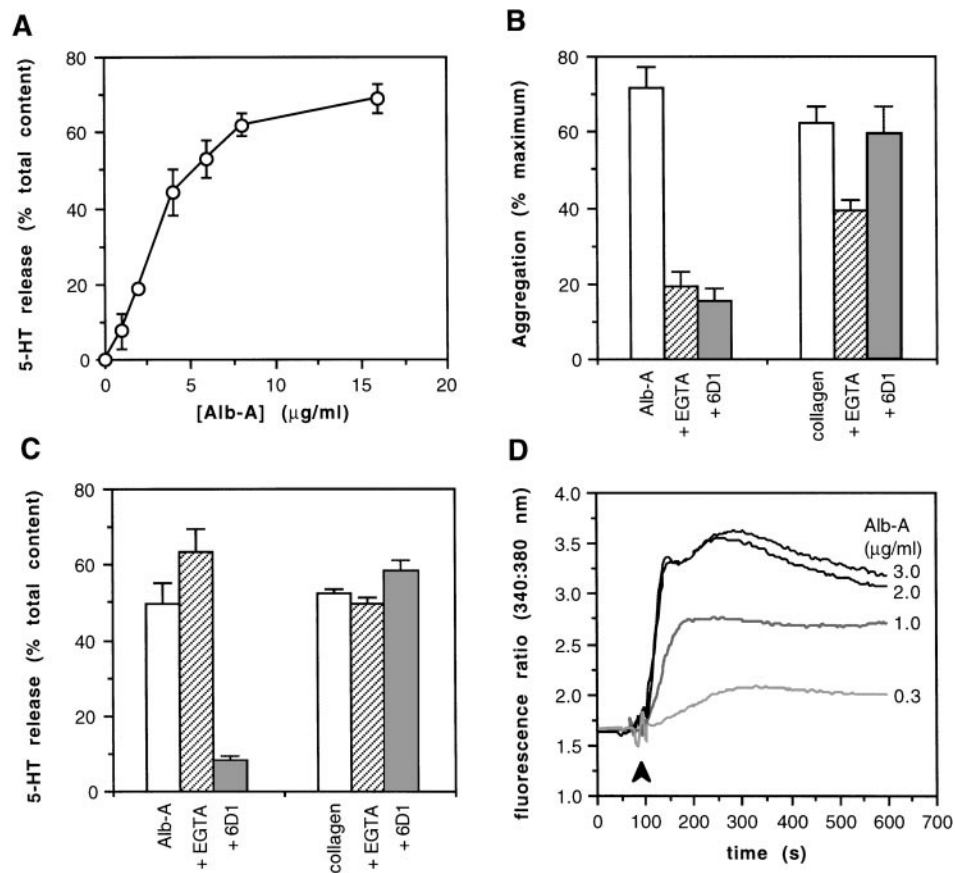 A
5-HT release (% total content)
80
60
40
20
0
0 5 10 15 20
[Alb-A] (μg/ml)
B
Aggregation (% maximum)
80
60
40
20
0
Alb-A
+ EGTA
+ 6D1
collagen
+ EGTA
+ 6D1
C
5-HT release (% total content)
80
60
40
20
0
Alb-A
+ EGTA
+ 6D1
collagen
+ EGTA
+ 6D1
D
fluorescence ratio (340:380 nm)
4.0
3.5
3.0
2.5
2.0
1.5
1.0
Alb-A
(μg/ml)
3.0
2.0
1.0
0.3
0 100 200 300 400 500 600 700
time (s)